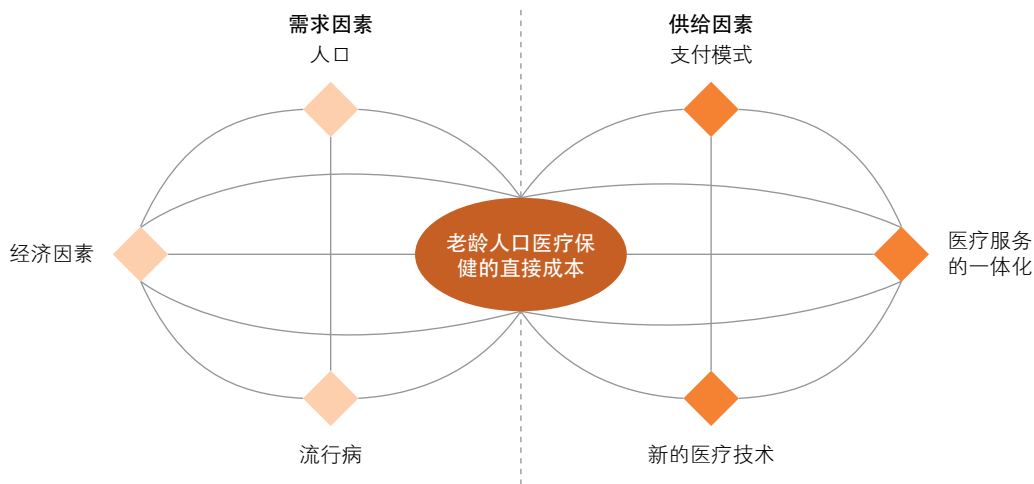 需求因素
人口
供给因素
支付模式
经济因素
老龄人口医疗保
健的直接成本
医疗服务
的一体化
流行病
新的医疗技术